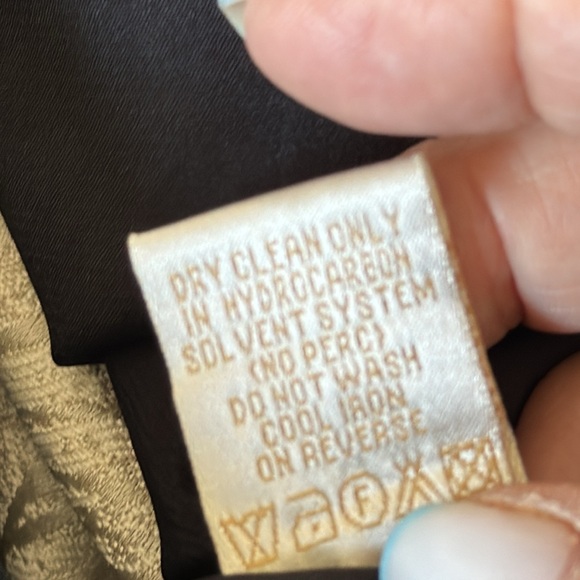 DRY CLEAN ONLY
IN HYDROCARBON
SOLVENT SYSTEM
(NO PERC)
DO NOT WASH
COOL IRON
ON REVERSE
F